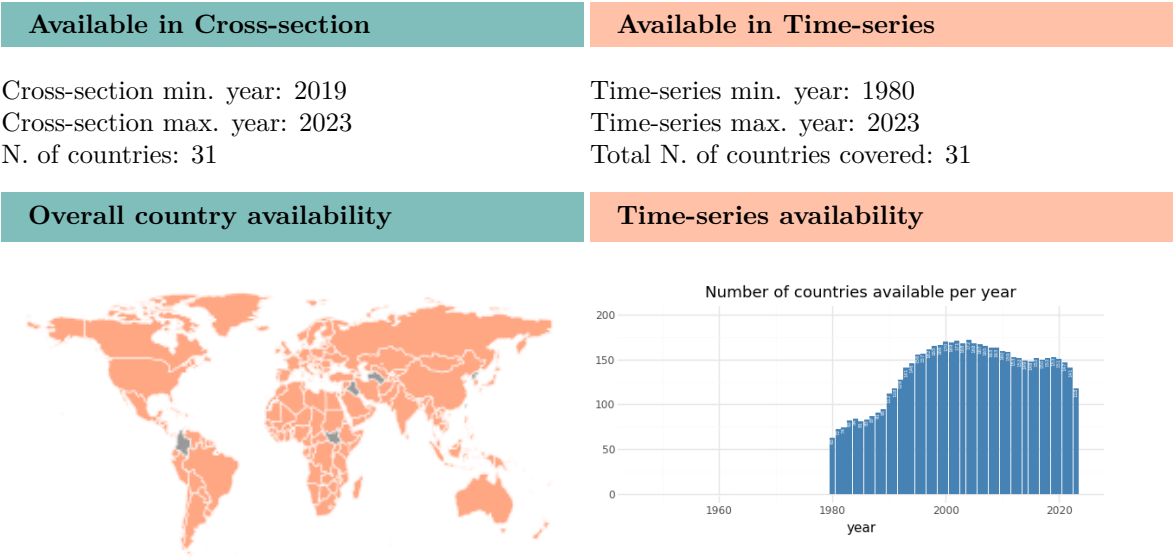 Available in Cross-section
Available in Time-series
Cross-section min. year: 2019
Cross-section max. year: 2023
N. of countries: 31
Time-series min. year: 1980
Time-series max. year: 2023
Total N. of countries covered: 31
Overall country availability
Time-series availability
Number of countries available per year
200
150
100
50
0
1960
1980
2000
2020
year